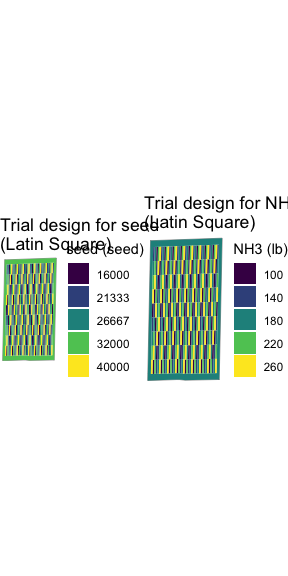 Trial design for seed
(Latin Square)
seed (seed)
16000
21333
26667
32000
40000
Trial design for NH
(Latin Square)
NH3 (lb)
100
140
180
220
260